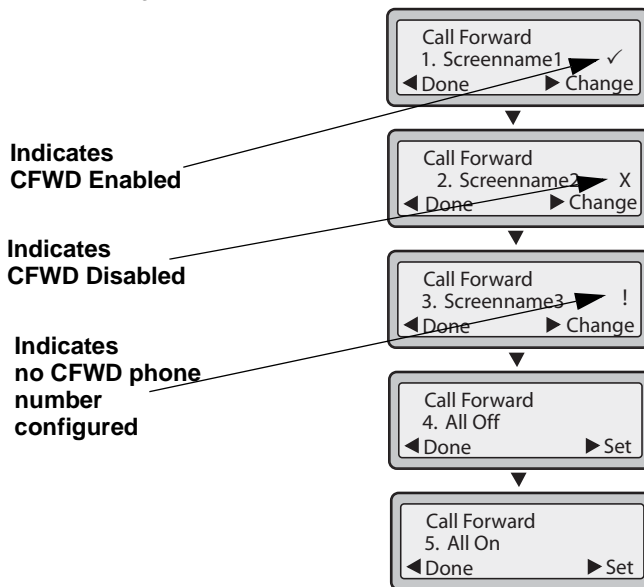 Call Forward
1. Screenname1 ✓
◀Done ▶Change
▼
Indicates
CFWD Enabled
Call Forward
2. Screenname2 X
◀Done ▶Change
▼
Indicates
CFWD Disabled
Call Forward
3. Screenname3 !
◀Done ▶Change
▼
Indicates
no CFWD phone
number
configured
Call Forward
4. All Off
◀Done ▶Set
▼
Call Forward
5. All On
◀Done ▶Set